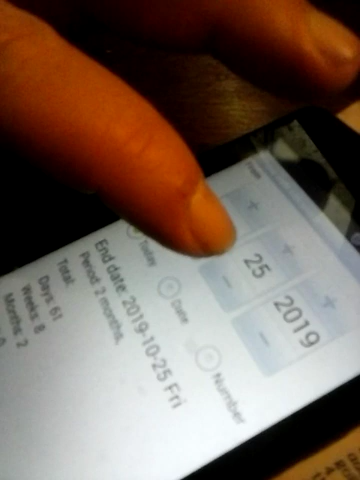 + + +
25 2019
- - -
Today Date Number
End date: 2019-10-25 Fri
Period: 2 months,
Total:
Days: 61
Weeks: 8
Months: 2